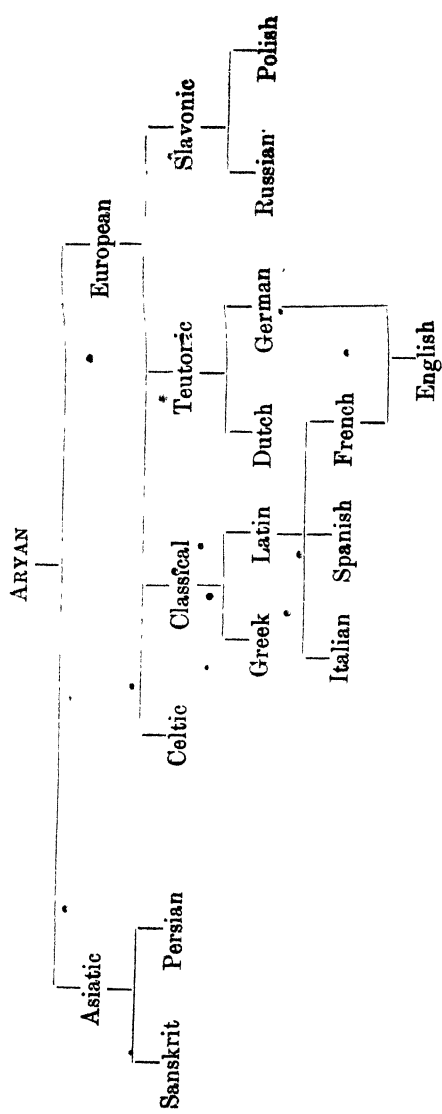 ARYAN
Asiatic European
Sanskrit Persian Celtic Classical Teutonic Slavonic
Greek Latin Dutch German Russian Polish
Italian Spanish French
English